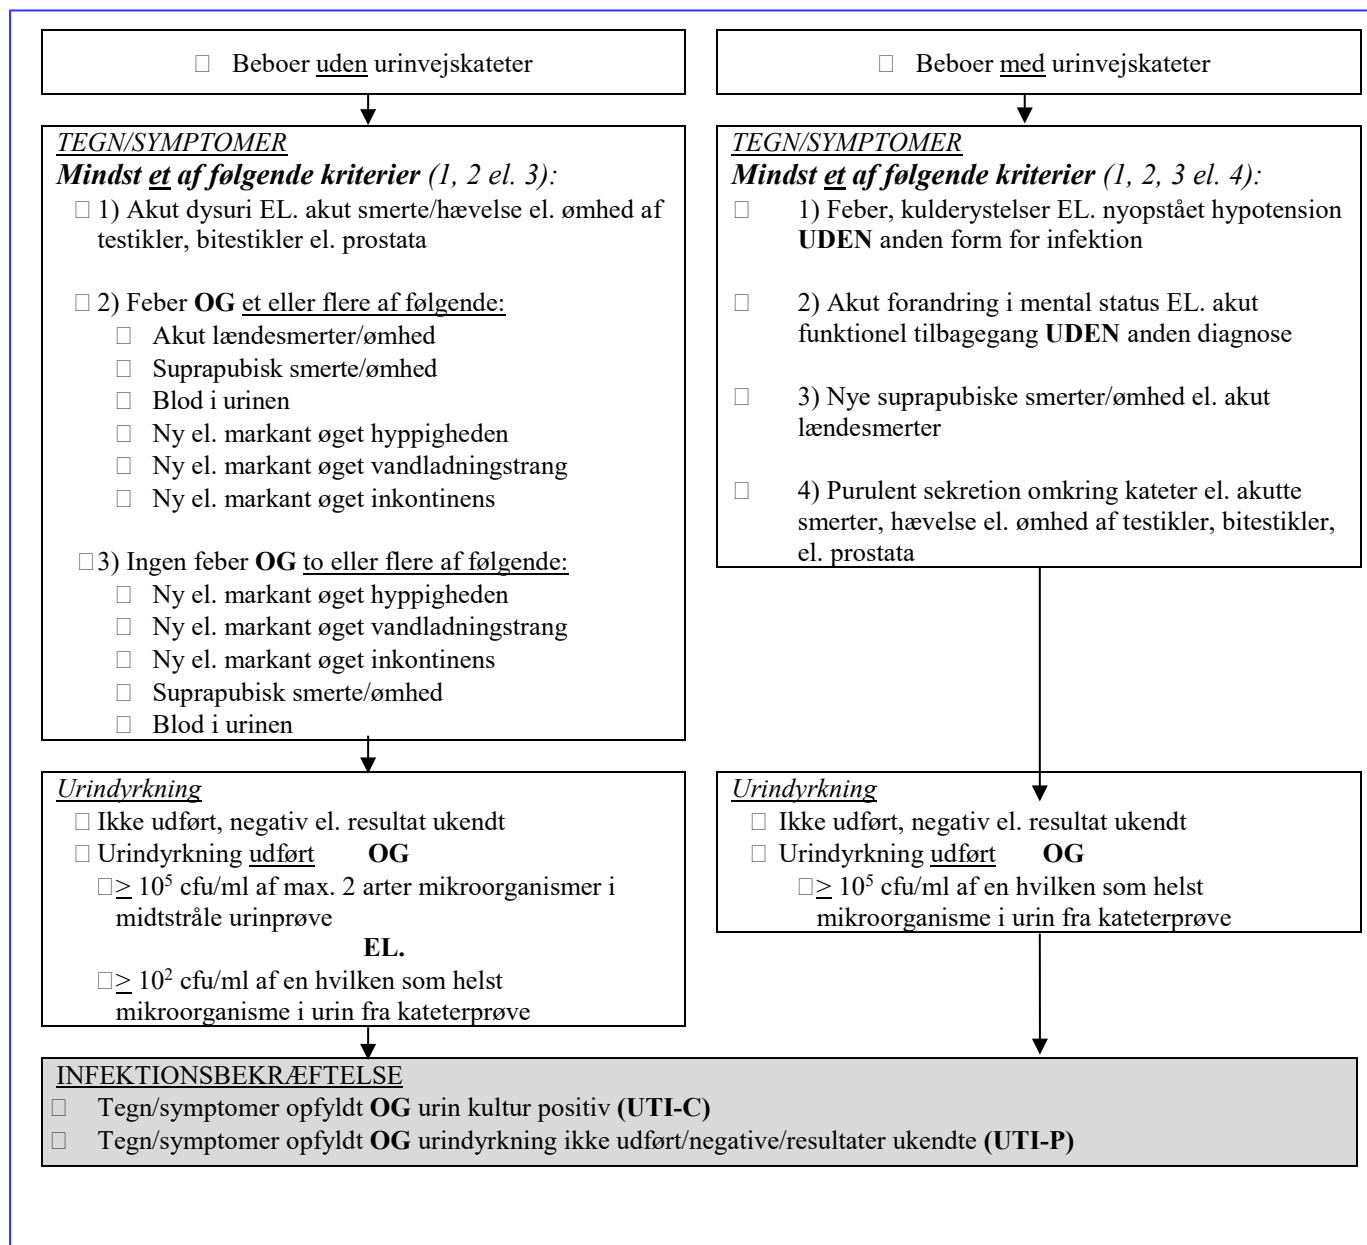 ☐ Beboer uden urinvejskateter
TEGN/SYMPTOMER
Mindst et af følgende kriterier (1, 2 el. 3):
☐ 1) Akut dysuri EL. akut smerte/hævelse el. ømhed af
testikler, bitestikler el. prostata
☐ 2) Feber OG et eller flere af følgende:
☐ Akut lændesmerter/ømhed
☐ Suprapubisk smerte/ømhed
☐ Blod i urinen
☐ Ny el. markant øget hyppigheden
☐ Ny el. markant øget vandladningstrang
☐ Ny el. markant øget inkontinens
☐ 3) Ingen feber OG to eller flere af følgende:
☐ Ny el. markant øget hyppigheden
☐ Ny el. markant øget vandladningstrang
☐ Ny el. markant øget inkontinens
☐ Suprapubisk smerte/ømhed
☐ Blod i urinen
Urindyrkning
☐ Ikke udført, negativ el. resultat ukendt
☐ Urindyrkning udført OG
☐ ≥ 10⁵ cfu/ml af max. 2 arter mikroorganismer i
midtstråle urinprøve
EL.
☐ ≥ 10² cfu/ml af en hvilken som helst
mikroorganisme i urin fra kateterprøve
☐ Beboer med urinvejskateter
TEGN/SYMPTOMER
Mindst et af følgende kriterier (1, 2, 3 el. 4):
☐ 1) Feber, kulderystelser EL. nyopstået hypotension
UDEN anden form for infektion
☐ 2) Akut forandring i mental status EL. akut
funktionel tilbagegang UDEN anden diagnose
☐ 3) Nye suprapubiske smerter/ømhed el. akut
lændesmerter
☐ 4) Purulent sekretion omkring kateter el. akutte
smerter, hævelse el. ømhed af testikler, bitestikler,
el. prostata
Urindyrkning
☐ Ikke udført, negativ el. resultat ukendt
☐ Urindyrkning udført OG
☐ ≥ 10⁵ cfu/ml af en hvilken som helst
mikroorganisme i urin fra kateterprøve
INFEKTIONSBEKRÆFTELSE
☐ Tegn/symptomer opfyldt OG urin kultur positiv (UTI-C)
☐ Tegn/symptomer opfyldt OG urindyrkning ikke udført/negative/resultater ukendte (UTI-P)